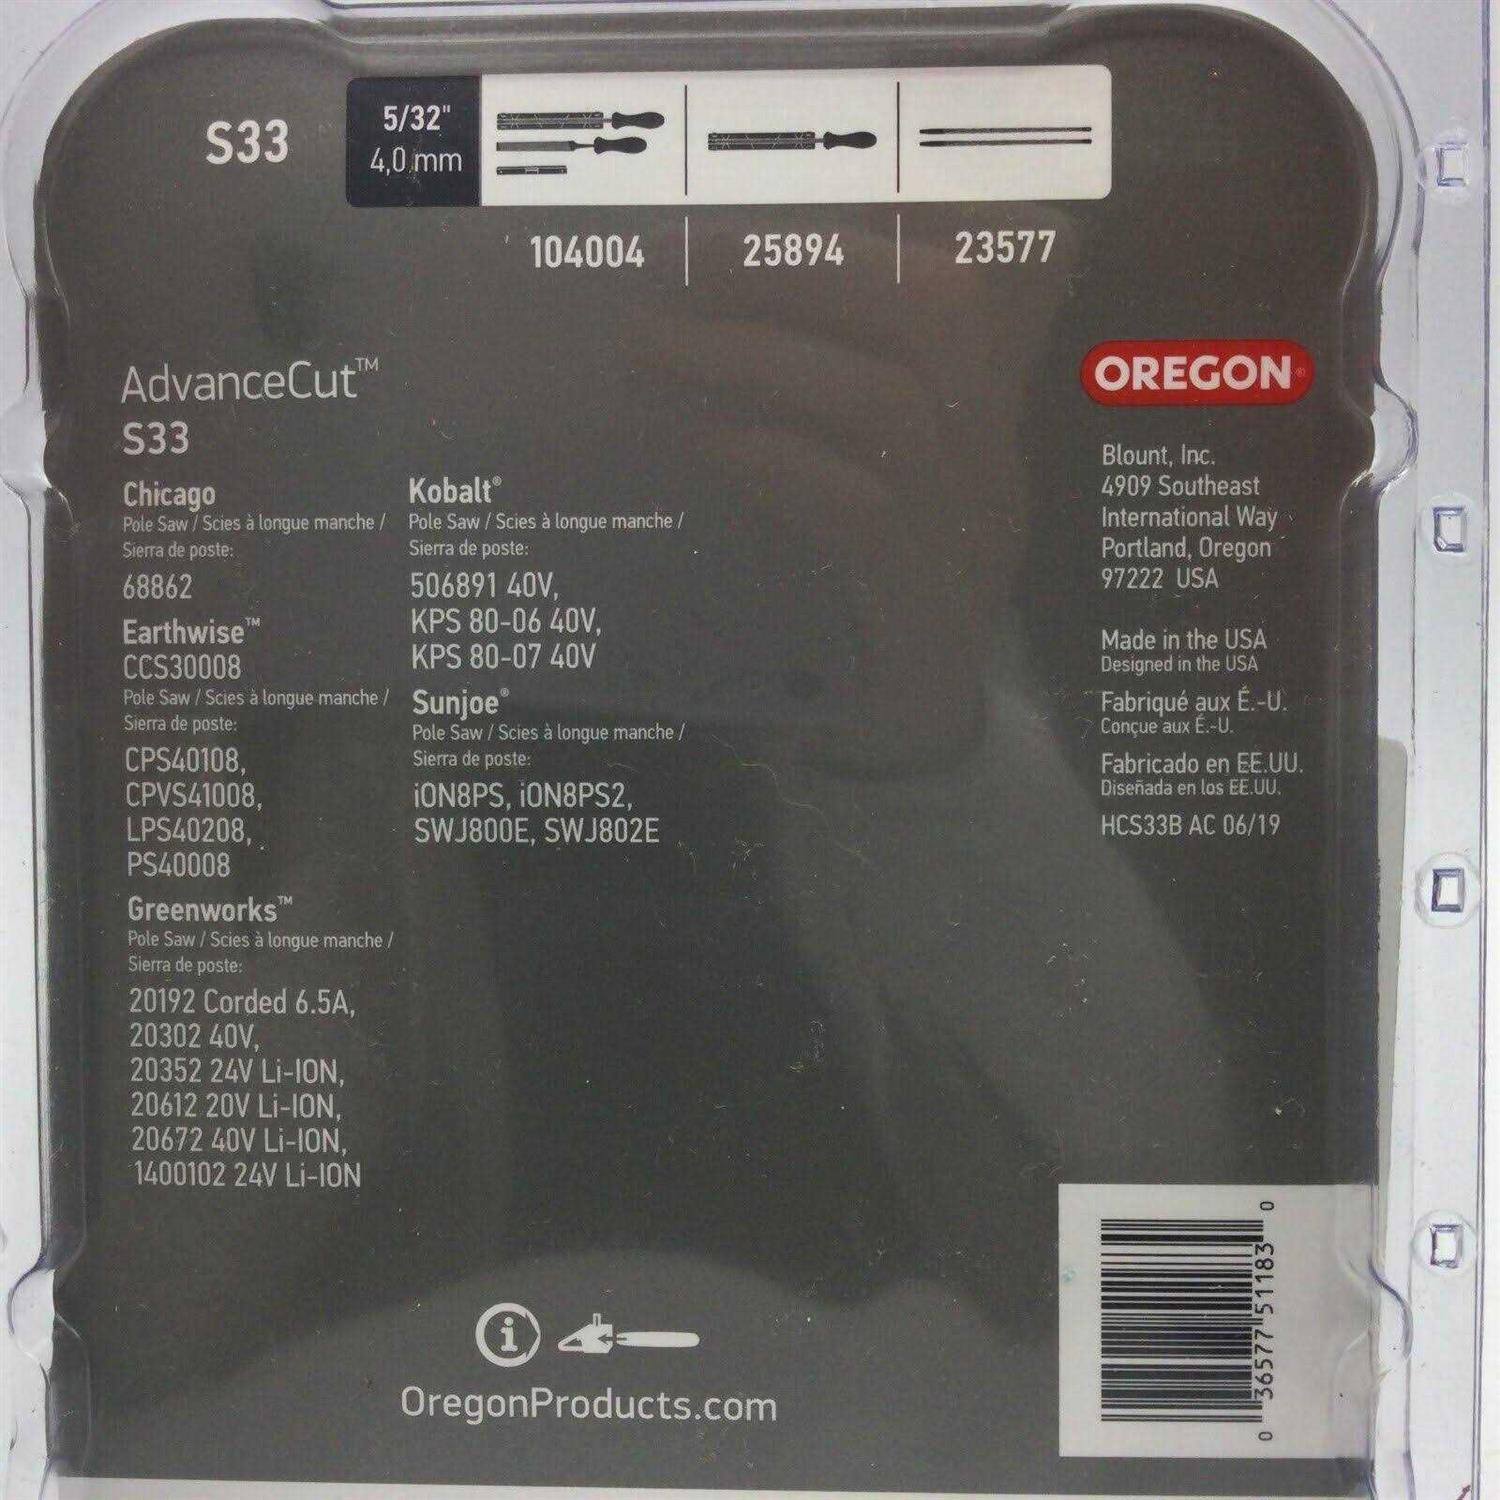 S33
5/32"
4,0 mm
104004
25894
23577
AdvanceCut™
S33
Chicago
Pole Saw / Scies à longue manche /
Sierra de poste:
68862
Earthwise™
CCS30008
Pole Saw / Scies à longue manche /
Sierra de poste:
CPS40108,
CPVS41008,
LPS40208,
PS40008
Greenworks™
Pole Saw / Scies à longue manche /
Sierra de poste:
20192 Corded 6.5A,
20302 40V,
20352 24V Li-ION,
20612 20V Li-ION,
20672 40V Li-ION,
1400102 24V Li-ION
Kobalt®
Pole Saw / Scies à longue manche /
Sierra de poste:
506891 40V,
KPS 80-06 40V,
KPS 80-07 40V
Sunjoe®
Pole Saw / Scies à longue manche /
Sierra de poste:
iON8PS, iON8PS2,
SWJ800E, SWJ802E
OREGON®
Blount, Inc.
4909 Southeast
International Way
Portland, Oregon
97222 USA
Made in the USA
Designed in the USA
Fabriqué aux É.-U.
Conçue aux É.-U.
Fabricado en EE.UU.
Diseñada en los EE.UU.
HCS33B AC 06/19
i
OregonProducts.com
0 36577 51183 0